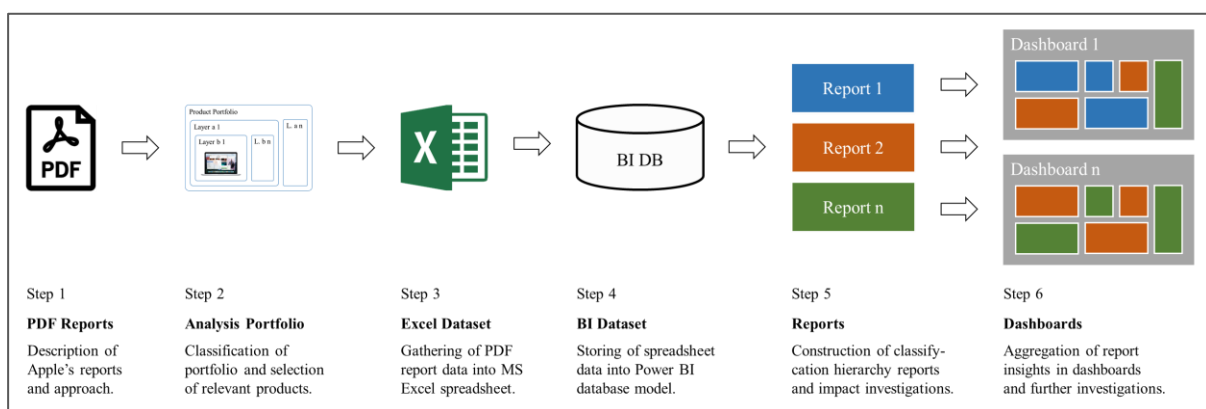 Dashboard 1
Product Portfolio
Layer a 1
L. a n
Layer b 1
L. b n
PDF
X
BI DB
Report 1
Report 2
Report n
Dashboard n
Step 1
PDF Reports
Description of
Apple's reports
and approach.
Step 2
Analysis Portfolio
Classification of
portfolio and selection
of relevant products.
Step 3
Excel Dataset
Gathering of PDF
report data into MS
Excel spreadsheet.
Step 4
BI Dataset
Storing of spreadsheet
data into Power BI
database model.
Step 5
Reports
Construction of classify-
cation hierarchy reports
and impact investigations.
Step 6
Dashboards
Aggregation of report
insights in dashboards
and further investigations.